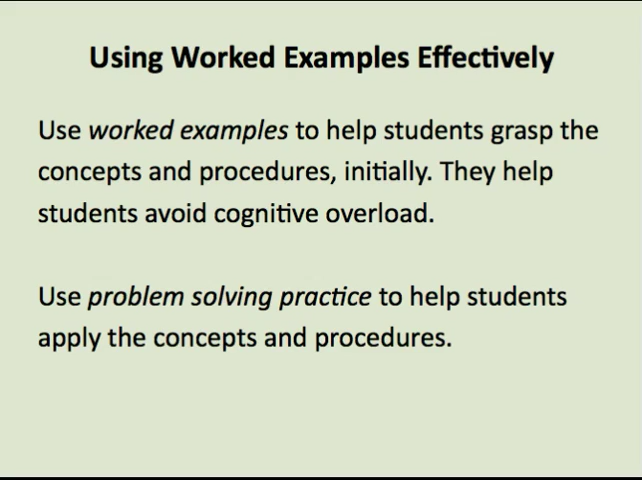 Using Worked Examples Effectively
Use worked examples to help students grasp the
concepts and procedures, initially. They help
students avoid cognitive overload.
Use problem solving practice to help students
apply the concepts and procedures.